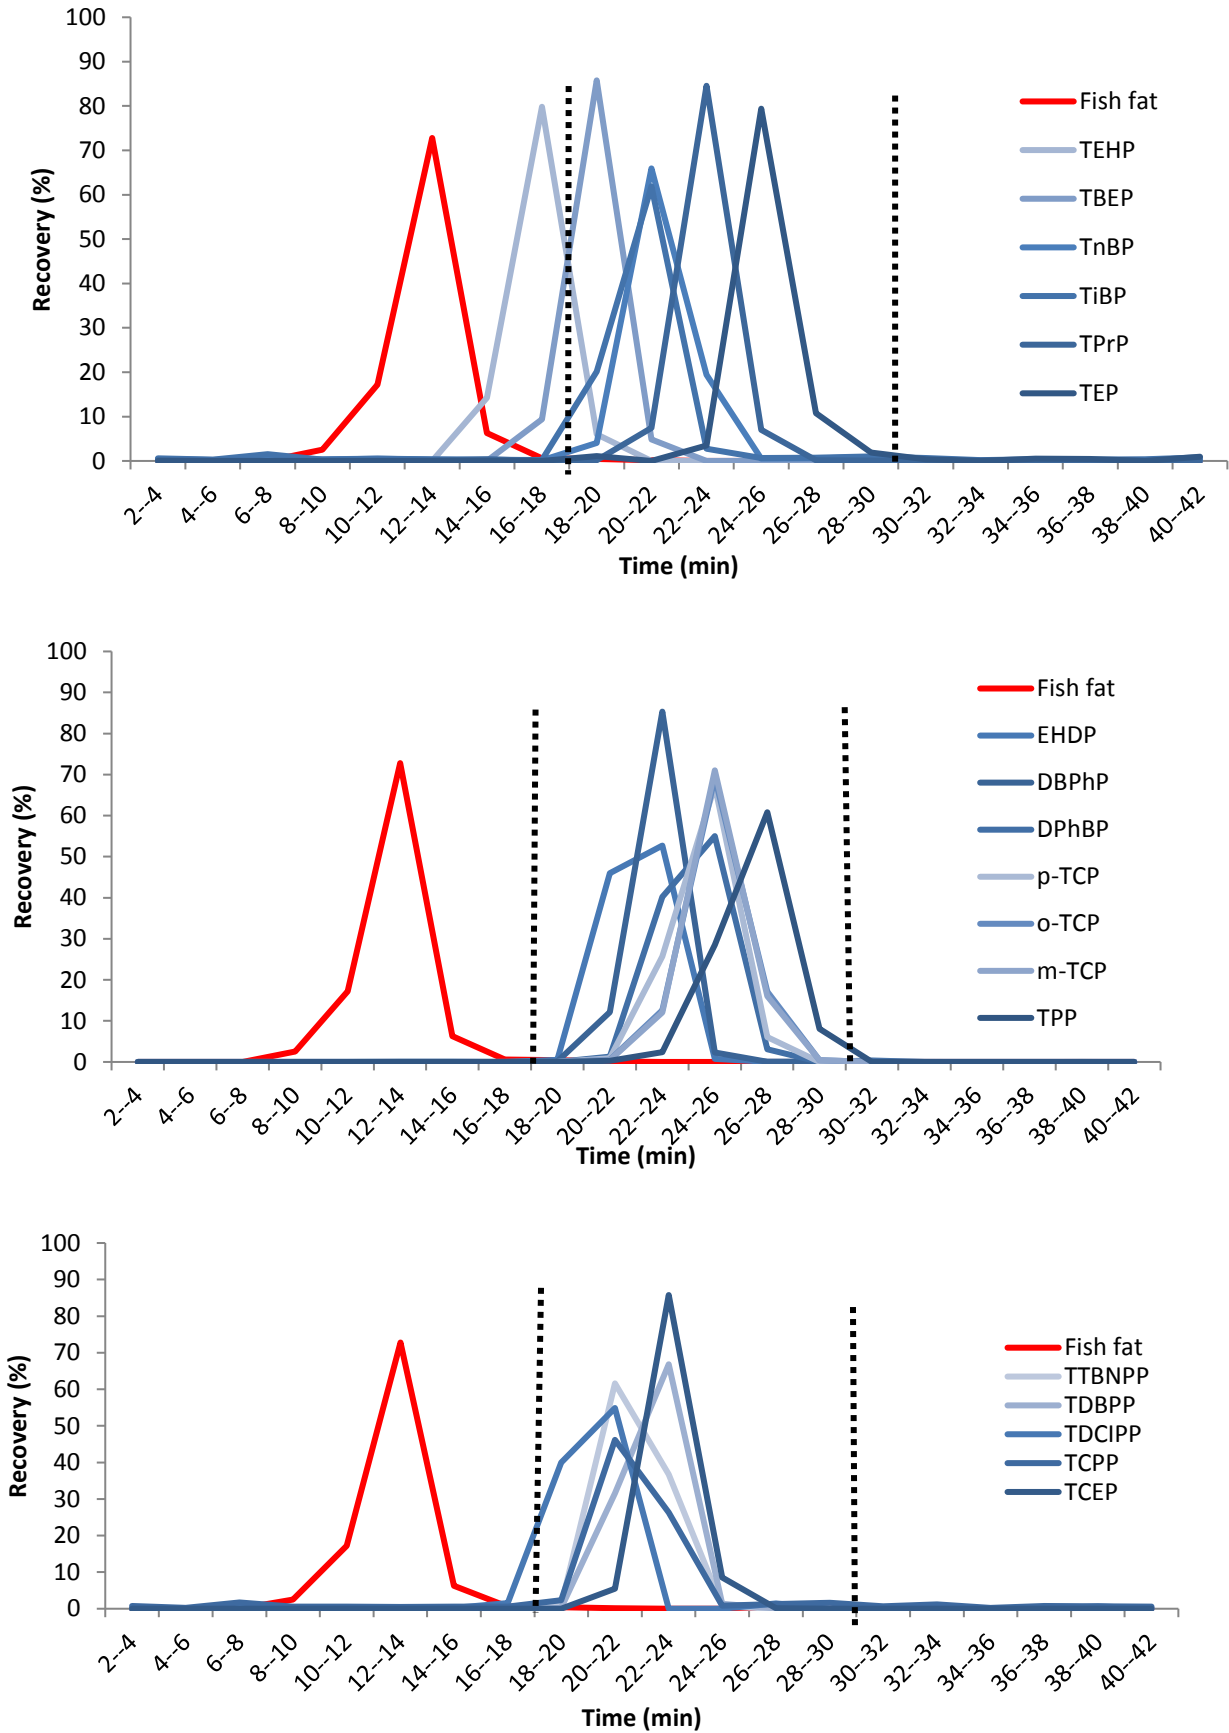 100
90
80
70
60
50
40
30
20
10
0
Recovery (%)
2--4 4--6 6--8 8--10 10--12 12--14 14--16 16--18 18--20 20--22 22--24 24--26 26--28 28--30 30--32 32--34 34--36 36--38 38--40 40--42
Time (min)
Fish fat
TEHP
TBEP
TnBP
TiBP
TPrP
TEP
100
90
80
70
60
50
40
30
20
10
0
Recovery (%)
2--4 4--6 6--8 8--10 10--12 12--14 14--16 16--18 18--20 20--22 22--24 24--26 26--28 28--30 30--32 32--34 34--36 36--38 38--40 40--42
Time (min)
Fish fat
EHDP
DBPhP
DPhBP
p-TCP
o-TCP
m-TCP
TPP
100
90
80
70
60
50
40
30
20
10
0
Recovery (%)
2--4 4--6 6--8 8--10 10--12 12--14 14--16 16--18 18--20 20--22 22--24 24--26 26--28 28--30 30--32 32--34 34--36 36--38 38--40 40--42
Time (min)
Fish fat
TTBNPP
TDBPP
TDCIPP
TCPP
TCEP